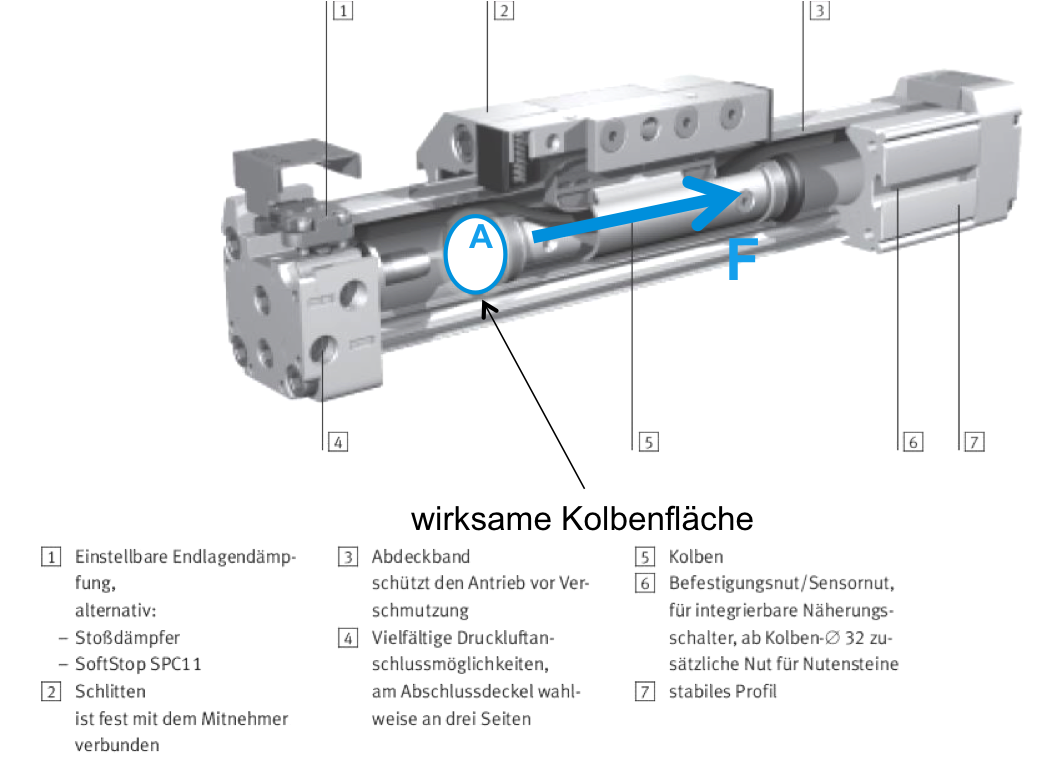 1 2 3
A
F
4 5 6 7
wirksame Kolbenfläche
1 Einstellbare Endlagendämp-
fung,
alternativ:
– Stoßdämpfer
– SoftStop SPC11
2 Schlitten
ist fest mit dem Mitnehmer
verbunden
3 Abdeckband
schützt den Antrieb vor Ver-
schmutzung
4 Vielfältige Druckluftan-
schlussmöglichkeiten,
am Abschlussdeckel wahl-
weise an drei Seiten
5 Kolben
6 Befestigungsnut/Sensornut,
für integrierbare Näherungs-
schalter, ab Kolben-∅ 32 zu-
sätzliche Nut für Nutensteine
7 stabiles Profil